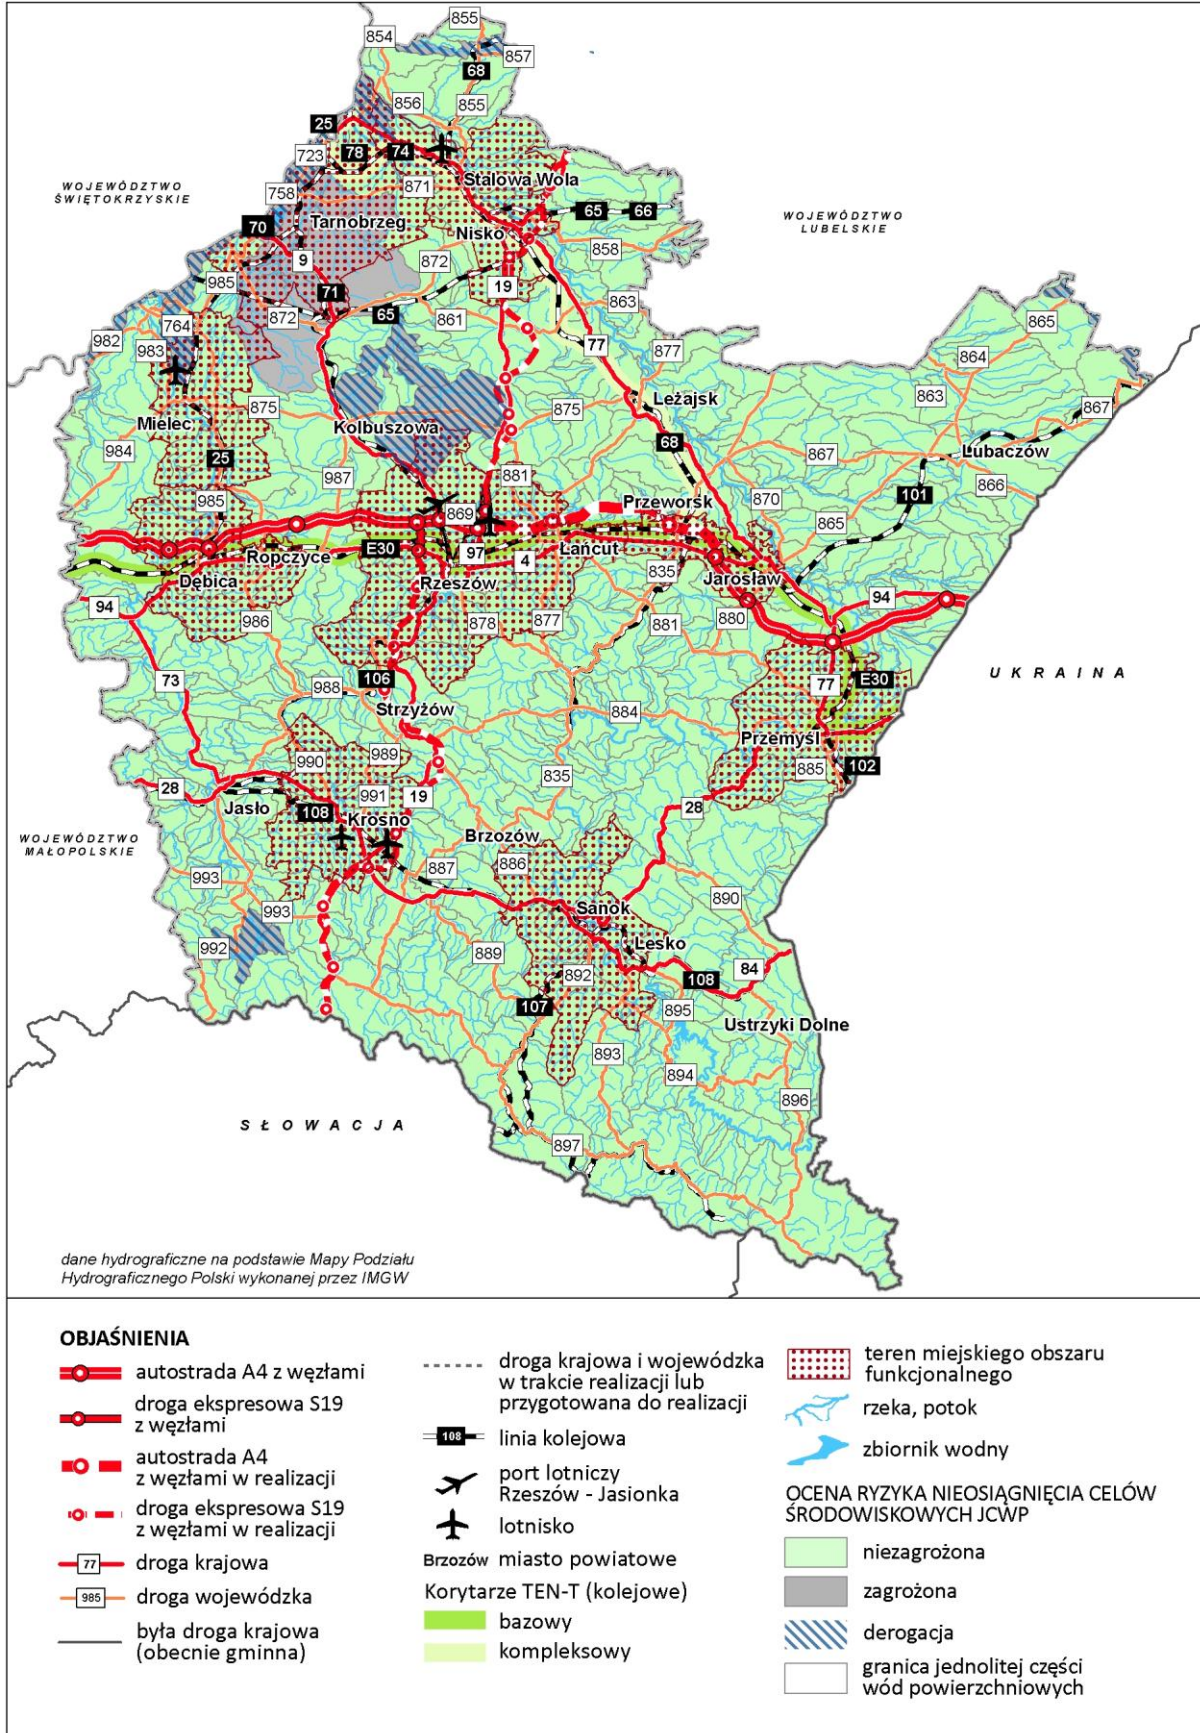 855
854
857
68
856
855
25
723
78
74
871
Stalowa Wola
WOJEWÓDZTWO
ŚWIĘTOKRZYSKIE
758
65
66
WOJEWÓDZTWO
LUBELSKIE
70
Tarnobrzeg
Nisko
858
9
872
985
19
71
863
865
872
65
861
764
982
983
77
877
864
863
875
Leżajsk
867
Mielec
Kolbuszowa
875
984
68
Lubaczów
25
867
987
881
866
101
985
870
Przeworsk
869
865
E30
97
Łańcut
Ropczyce
4
835
Jarosław
Dębica
Rzeszów
94
94
986
878
877
881
880
UKRAINA
73
106
77
E30
988
Strzyżów
884
Przemyśl
989
990
835
885
102
28
991
19
28
Jasło
108
Krosno
WOJEWÓDZTWO
MAŁOPOLSKIE
Brzozów
887
886
993
890
993
Sanok
992
889
Lesko
892
84
108
107
895
Ustrzyki Dolne
893
894
896
SŁOWACJA
897
dane hydrograficzne na podstawie Mapy Podziału
Hydrograficznego Polski wykonanej przez IMGW
OBJAŚNIENIA
autostrada A4 z węzłami
droga ekspresowa S19
z węzłami
autostrada A4
z węzłami w realizacji
droga ekspresowa S19
z węzłami w realizacji
77 droga krajowa
985 droga wojewódzka
była droga krajowa
(obecnie gminna)
droga krajowa i wojewódzka
w trakcie realizacji lub
przygotowana do realizacji
108 linia kolejowa
port lotniczy
Rzeszów - Jasionka
lotnisko
Brzozów miasto powiatowe
Korytarze TEN-T (kolejowe)
bazowy
kompleksowy
teren miejskiego obszaru
funkcjonalnego
rzeka, potok
zbiornik wodny
OCENA RYZYKA NIEOSIĄGNIĘCIA CELÓW
ŚRODOWISKOWYCH JCWP
niezagrożona
zagrożona
derogacja
granica jednolitej części
wód powierzchniowych